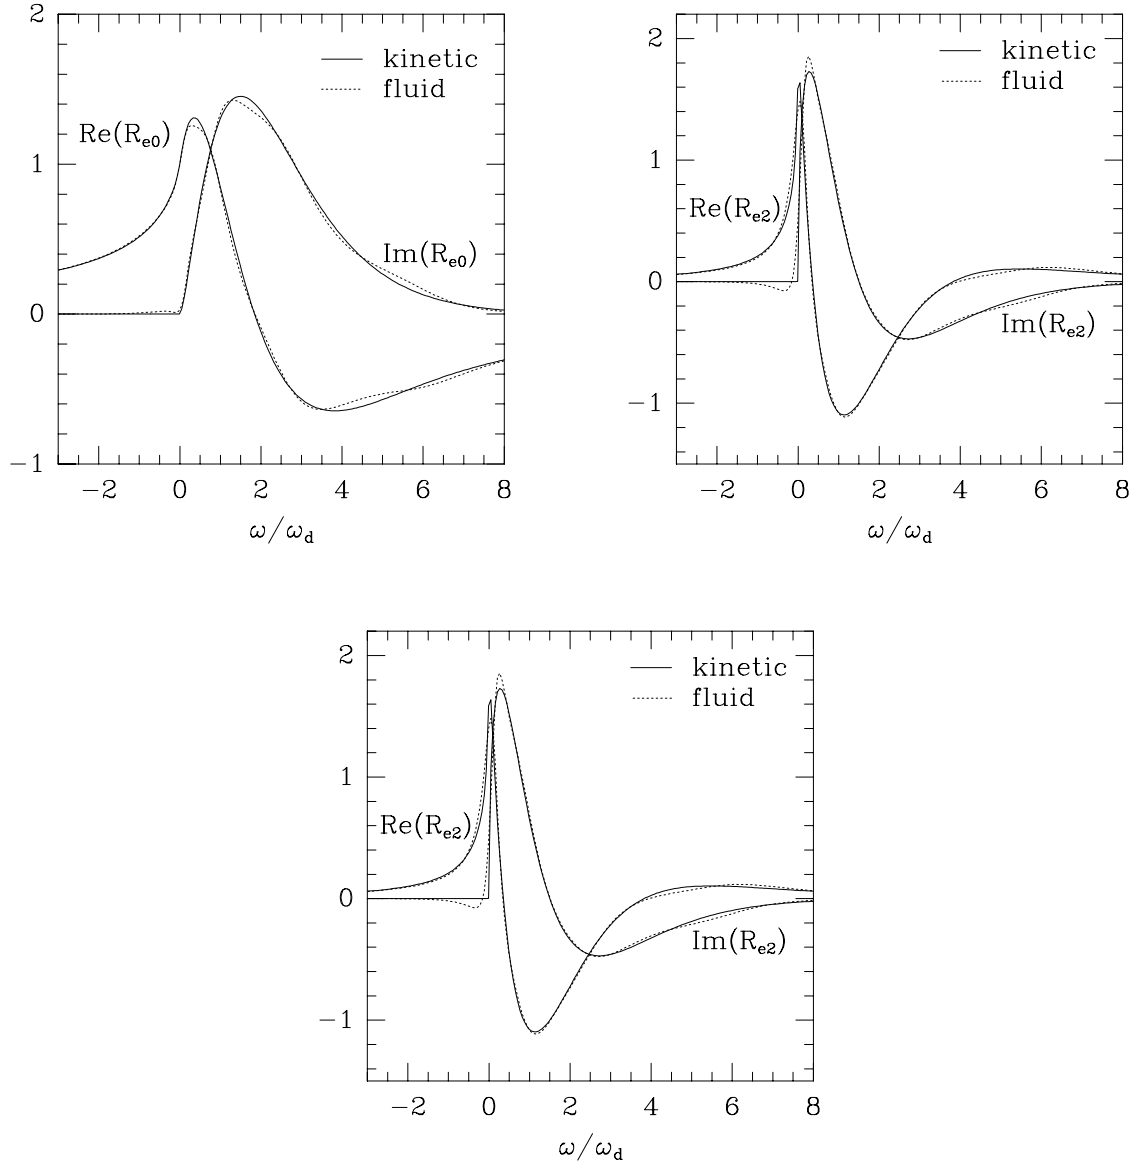 2
kinetic
fluid
Re(R_e0)
1
Im(R_e0)
0
−1
−2 0 2 4 6 8
ω/ω_d
2
kinetic
fluid
1
Re(R_e2)
0
Im(R_e2)
−1
−2 0 2 4 6 8
ω/ω_d
2
kinetic
fluid
1
Re(R_e2)
0
Im(R_e2)
−1
−2 0 2 4 6 8
ω/ω_d